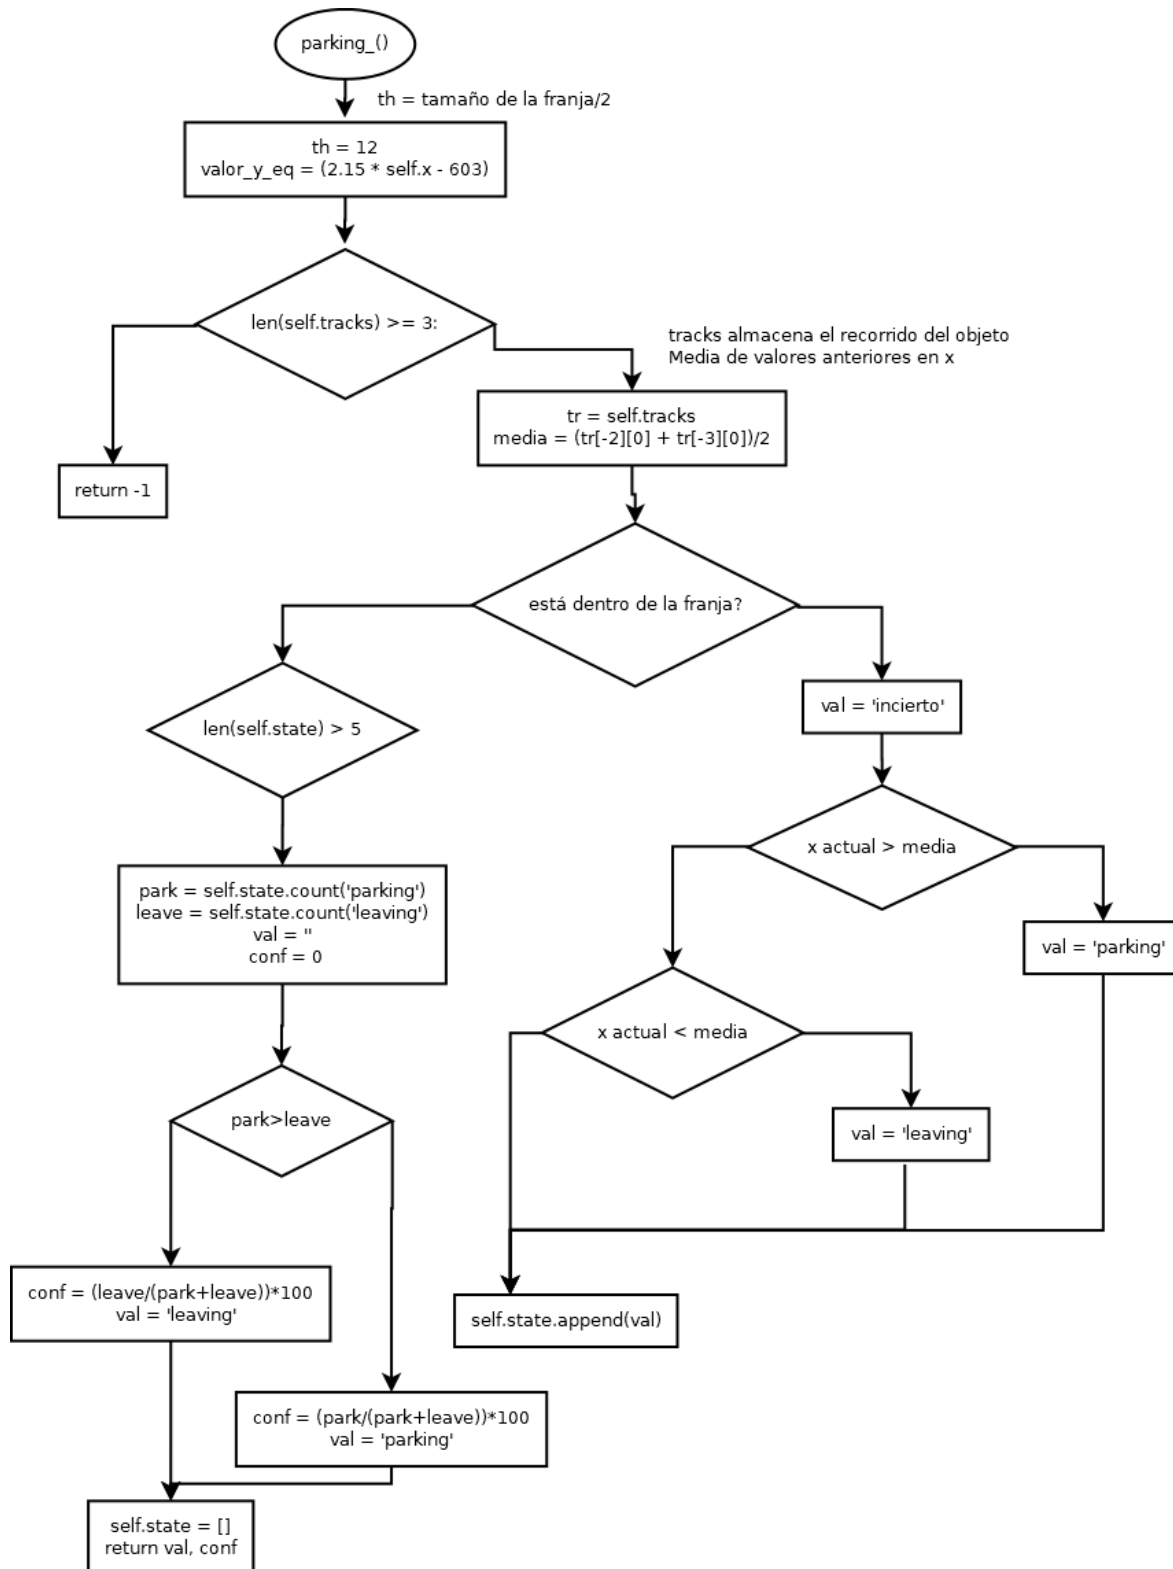 parking_()
th = tamaño de la franja/2
th = 12
valor_y_eq = (2.15 * self.x - 603)
len(self.tracks) >= 3:
tracks almacena el recorrido del objeto
Media de valores anteriores en x
tr = self.tracks
media = (tr[-2][0] + tr[-3][0])/2
return -1
está dentro de la franja?
len(self.state) > 5
val = 'incierto'
x actual > media
park = self.state.count('parking')
leave = self.state.count('leaving')
val = ''
conf = 0
val = 'parking'
x actual < media
park>leave
val = 'leaving'
conf = (leave/(park+leave))*100
val = 'leaving'
self.state.append(val)
conf = (park/(park+leave))*100
val = 'parking'
self.state = []
return val, conf